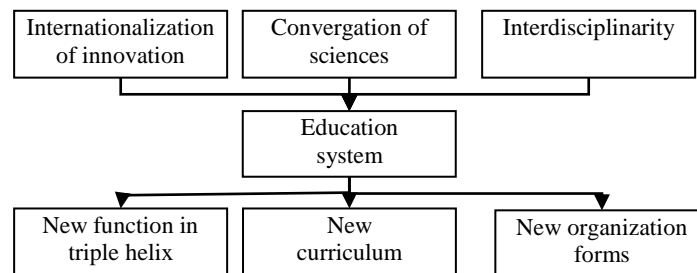 Internationalization
of innovation
Convergation of
sciences
Interdisciplinarity
Education
system
New function in
triple helix
New
curriculum
New organization
forms